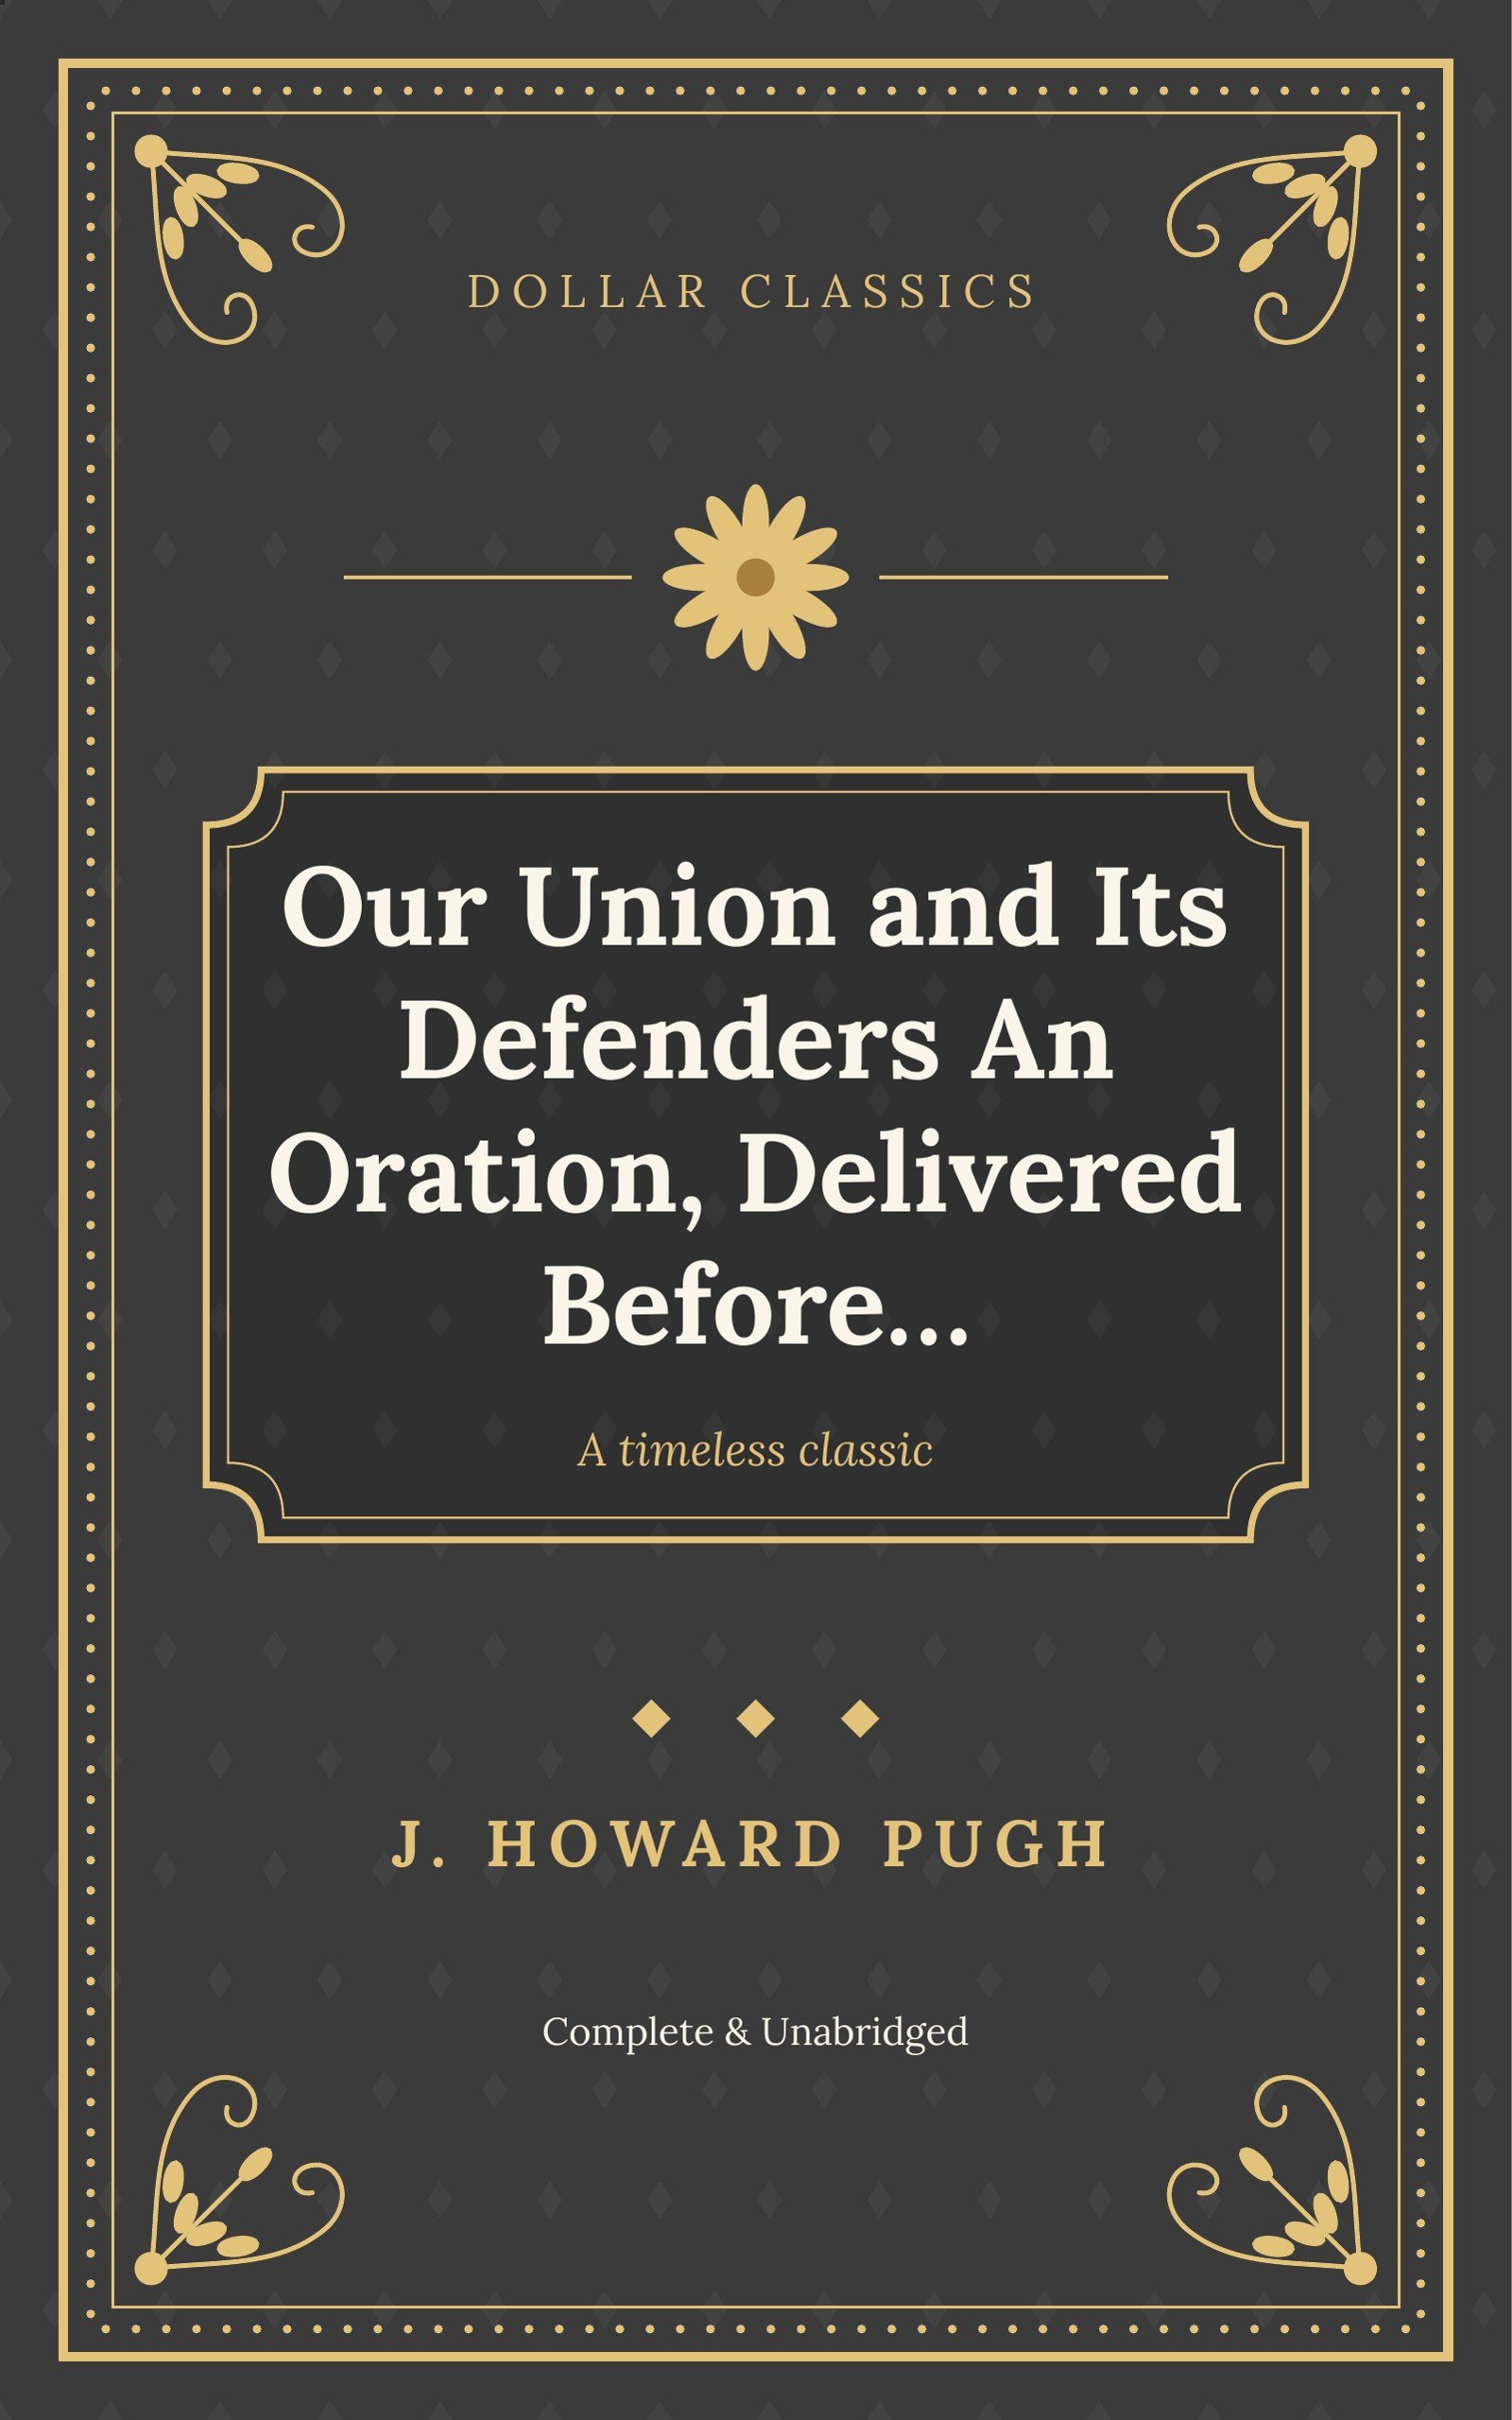 DOLLAR CLASSICS
Our Union and Its
Defenders An
Oration, Delivered
Before...
A timeless classic
J. HOWARD PUGH
Complete & Unabridged